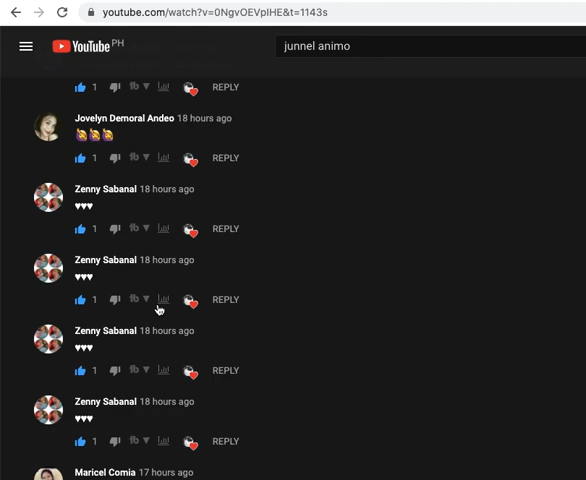 youtube.com/watch?v=0NgvOEVpIHE&t=1143s
YouTube PH
junnel animo
1 REPLY
Jovelyn Demoral Andeo 18 hours ago
🙋🙋🙋
1 REPLY
Zenny Sabanal 18 hours ago
♥♥♥
1 REPLY
Zenny Sabanal 18 hours ago
♥♥♥
1 REPLY
Zenny Sabanal 18 hours ago
♥♥♥
1 REPLY
Zenny Sabanal 18 hours ago
♥♥♥
1 REPLY
Maricel Comia 17 hours ago